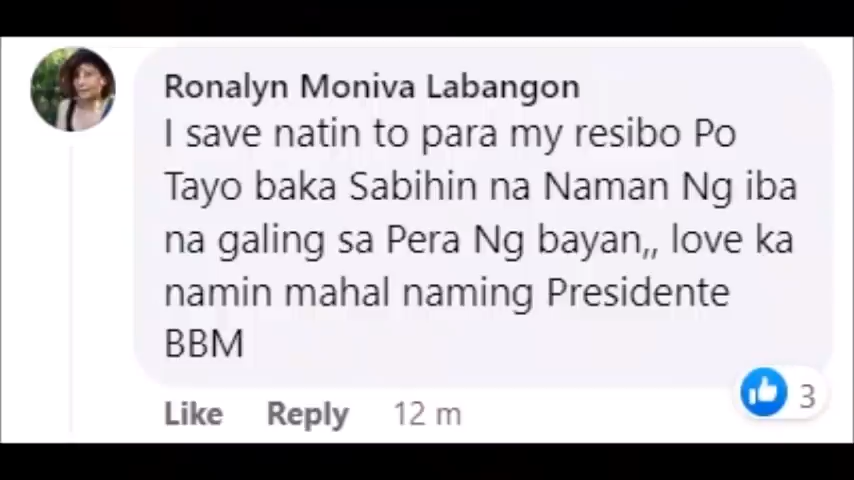 Ronalyn Moniva Labangon
I save natin to para my resibo Po
Tayo baka Sabihin na Naman Ng iba
na galing sa Pera Ng bayan,, love ka
namin mahal naming Presidente
BBM
Like Reply 12 m
3